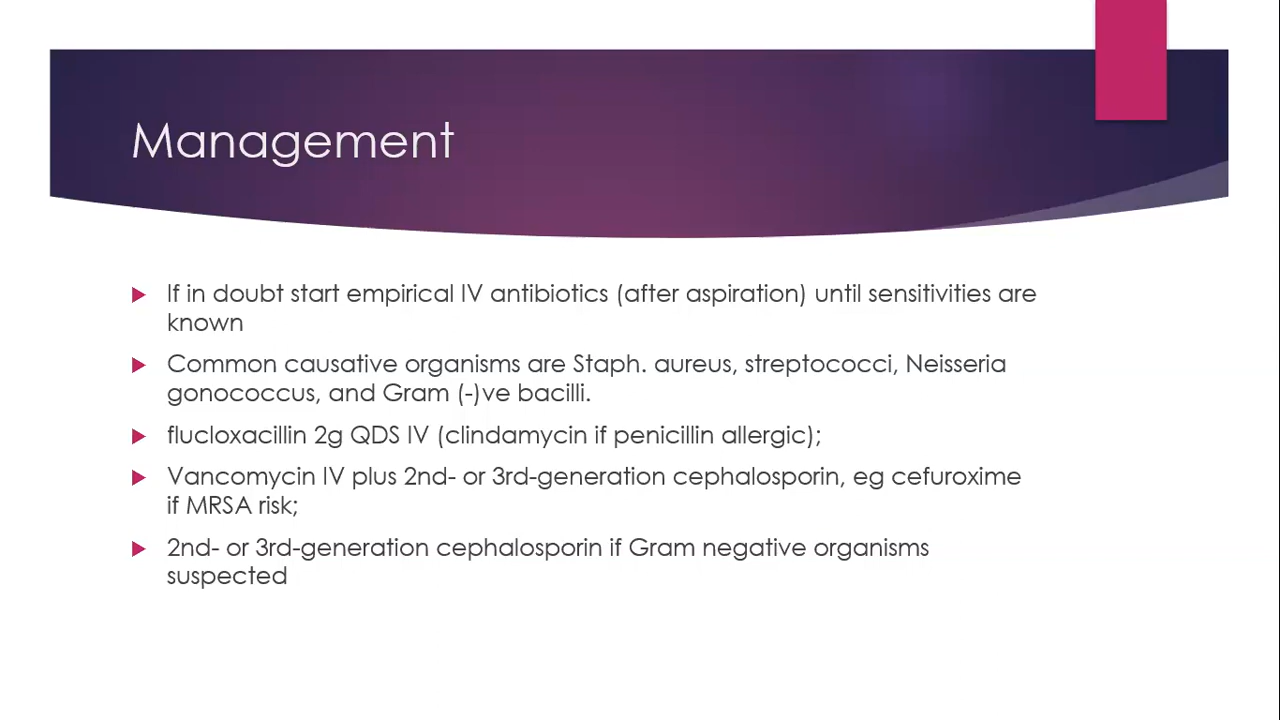 Management
If in doubt start empirical IV antibiotics (after aspiration) until sensitivities are
known
Common causative organisms are Staph. aureus, streptococci, Neisseria
gonococcus, and Gram (-)ve bacilli.
flucloxacillin 2g QDS IV (clindamycin if penicillin allergic);
Vancomycin IV plus 2nd- or 3rd-generation cephalosporin, eg cefuroxime
if MRSA risk;
2nd- or 3rd-generation cephalosporin if Gram negative organisms
suspected